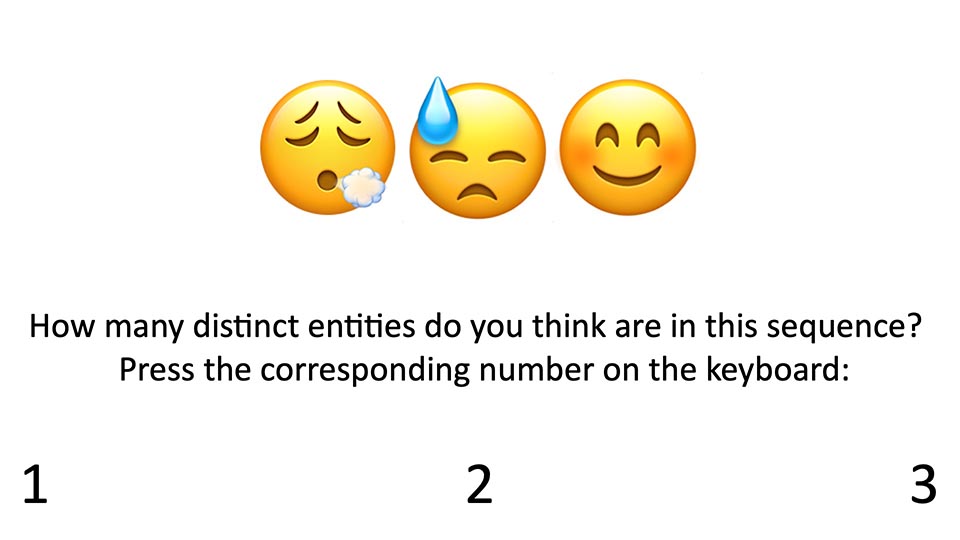 How many distinct entities do you think are in this sequence?
Press the corresponding number on the keyboard:
1 2 3